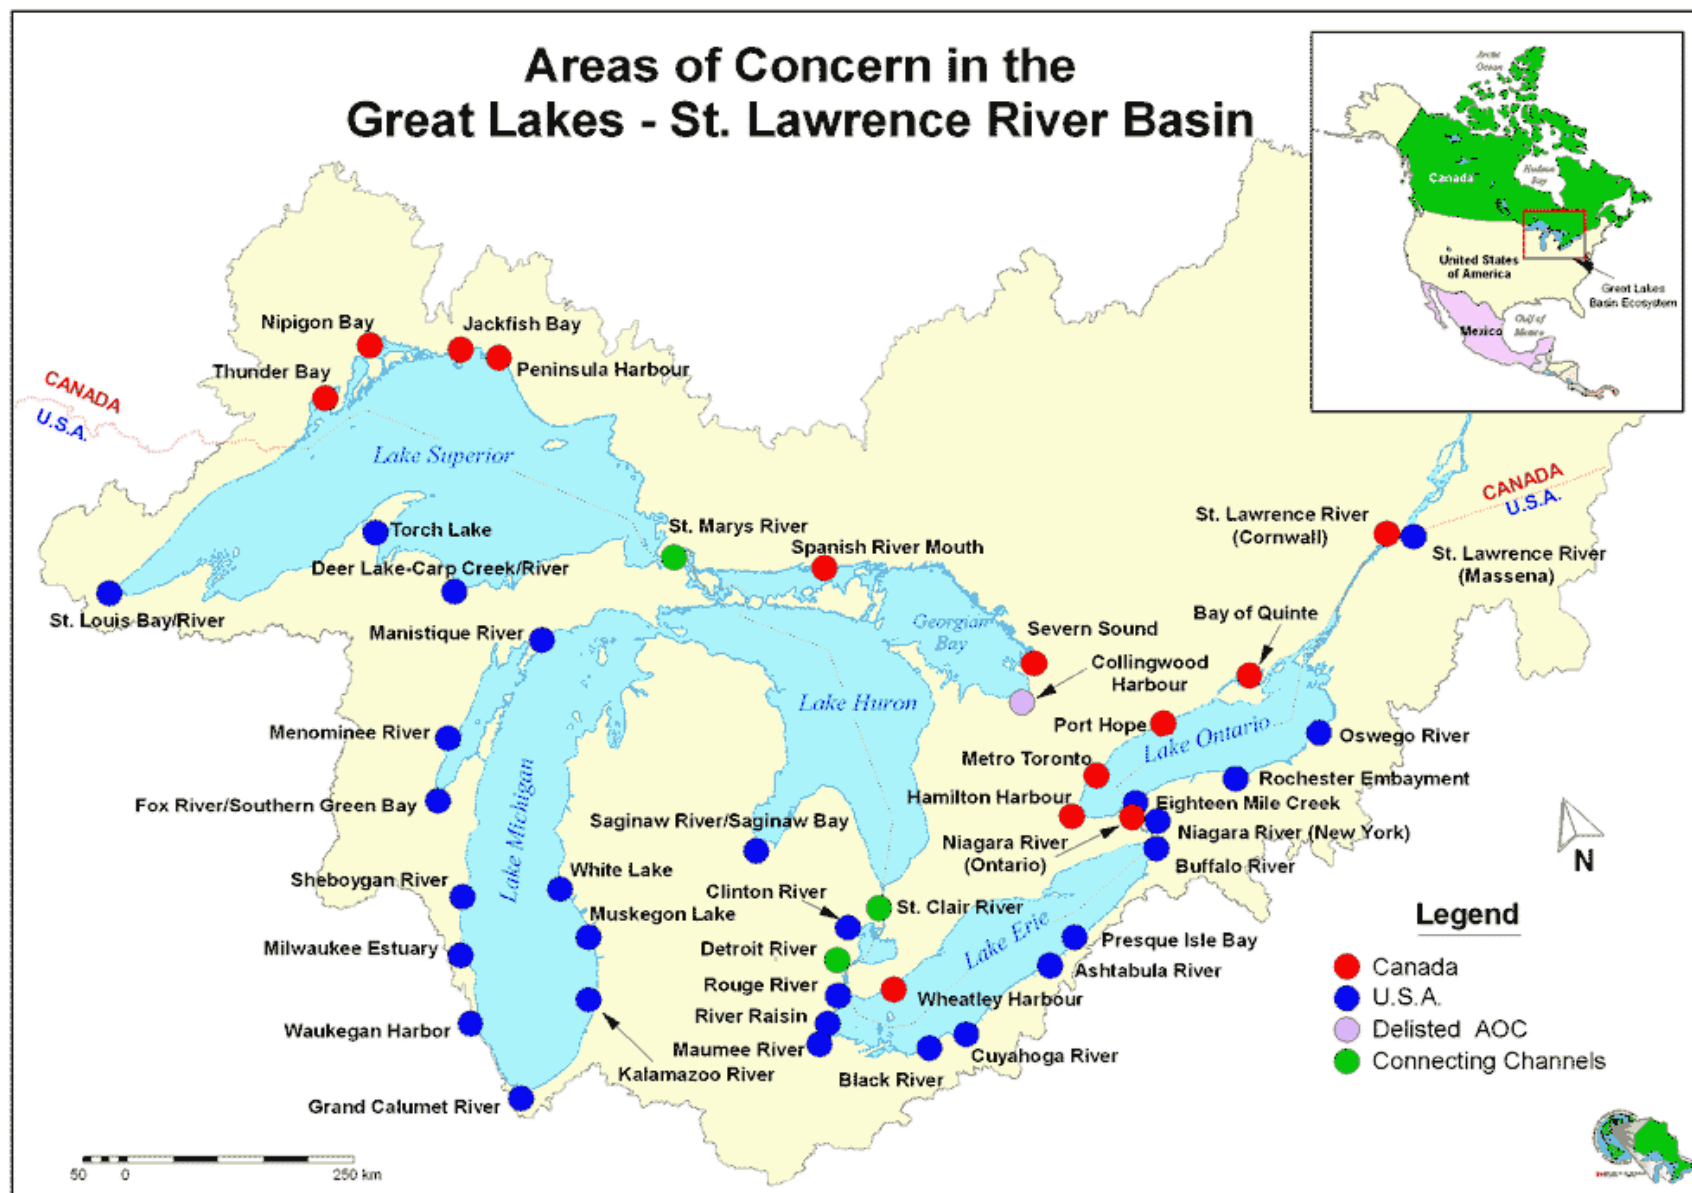 Areas of Concern in the
Great Lakes - St. Lawrence River Basin
Arctic
Ocean
Hudson
Bay
Canada
United States
of America
Great Lakes
Basin Ecosystem
Gulf of
Mexico
Mexico
Nipigon Bay
Jackfish Bay
Thunder Bay
Peninsula Harbour
CANADA
U.S.A.
Lake Superior
CANADA
U.S.A.
Torch Lake
St. Marys River
Spanish River Mouth
St. Lawrence River
(Cornwall)
St. Lawrence River
(Massena)
Deer Lake-Carp Creek/River
St. Louis Bay/River
Manistique River
Georgian
Bay
Severn Sound
Bay of Quinte
Collingwood
Harbour
Lake Huron
Menominee River
Port Hope
Lake Ontario
Oswego River
Metro Toronto
Rochester Embayment
Fox River/Southern Green Bay
Lake Michigan
Hamilton Harbour
Eighteen Mile Creek
Saginaw River/Saginaw Bay
Niagara River
(Ontario)
Niagara River (New York)
Buffalo River
N
Sheboygan River
White Lake
Clinton River
Muskegon Lake
St. Clair River
Lake Erie
Milwaukee Estuary
Detroit River
Presque Isle Bay
Ashtabula River
Rouge River
Wheatley Harbour
Waukegan Harbor
River Raisin
Maumee River
Cuyahoga River
Kalamazoo River
Black River
Grand Calumet River
Legend
Canada
U.S.A.
Delisted AOC
Connecting Channels
50 0 250 km